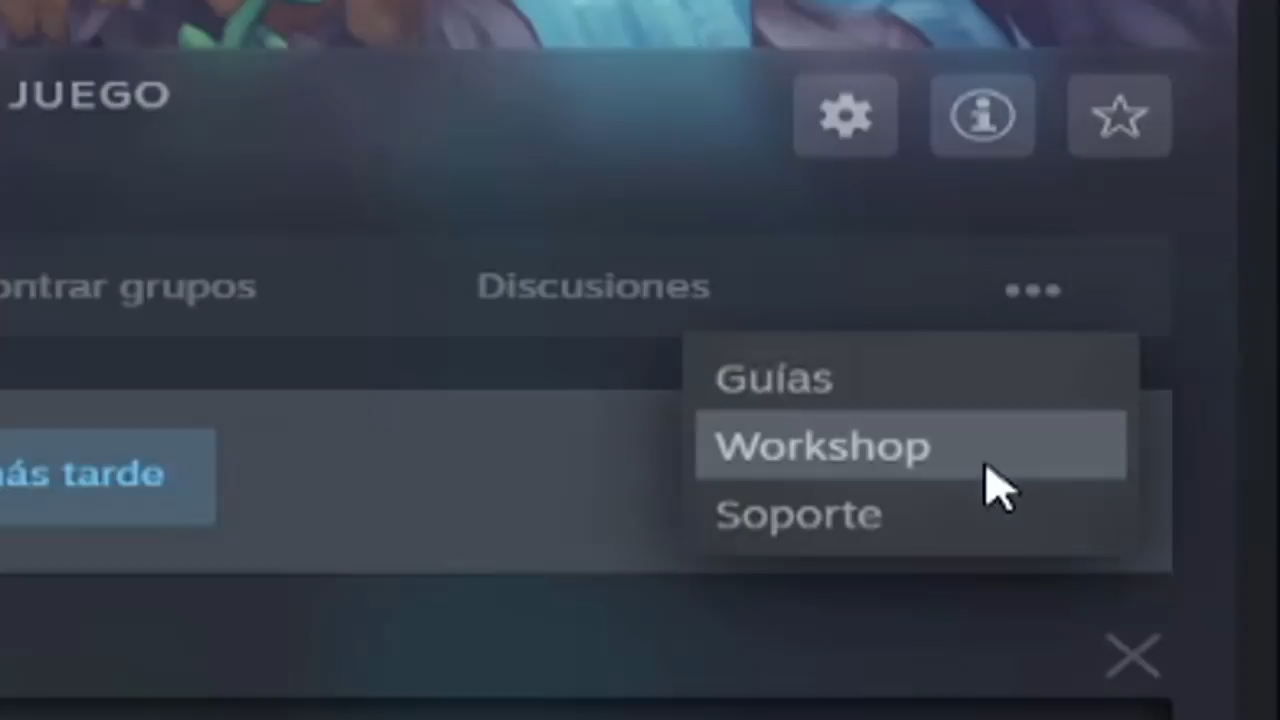 JUEGO
ontrar grupos
Discusiones
Guías
Workshop
más tarde
Soporte